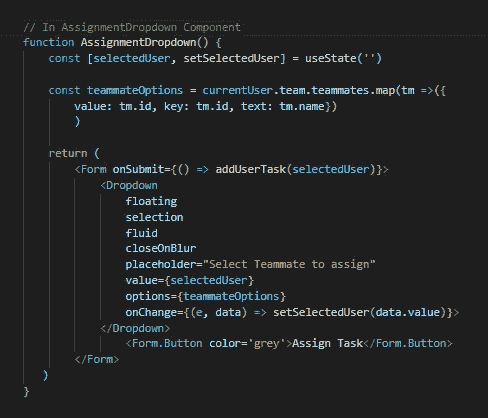 // In AssignmentDropdown Component
function AssignmentDropdown() {
const [selectedUser, setSelectedUser] = useState('')
const teammateOptions = currentUser.team.teammates.map(tm =>({
value: tm.id, key: tm.id, text: tm.name})
)
return (
<Form onSubmit={() => addUserTask(selectedUser)}>
<Dropdown
floating
selection
fluid
closeOnBlur
placeholder="Select Teammate to assign"
value={selectedUser}
options={teammateOptions}
onChange={(e, data) => setSelectedUser(data.value)}>
</Dropdown>
<Form.Button color='grey'>Assign Task</Form.Button>
</Form>
)
}